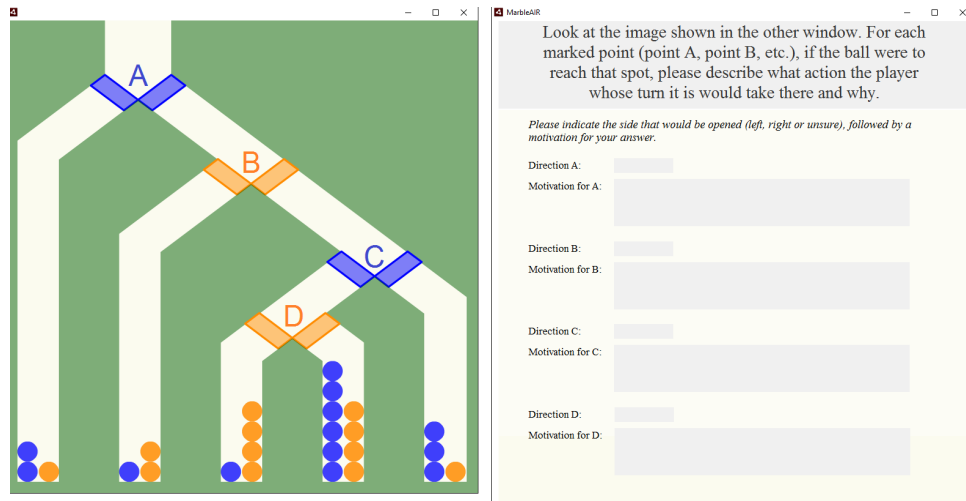 A
B
C
D
MarbleAIR
Look at the image shown in the other window. For each
marked point (point A, point B, etc.), if the ball were to
reach that spot, please describe what action the player
whose turn it is would take there and why.
Please indicate the side that would be opened (left, right or unsure), followed by a
motivation for your answer.
Direction A:
Motivation for A:
Direction B:
Motivation for B:
Direction C:
Motivation for C:
Direction D:
Motivation for D: